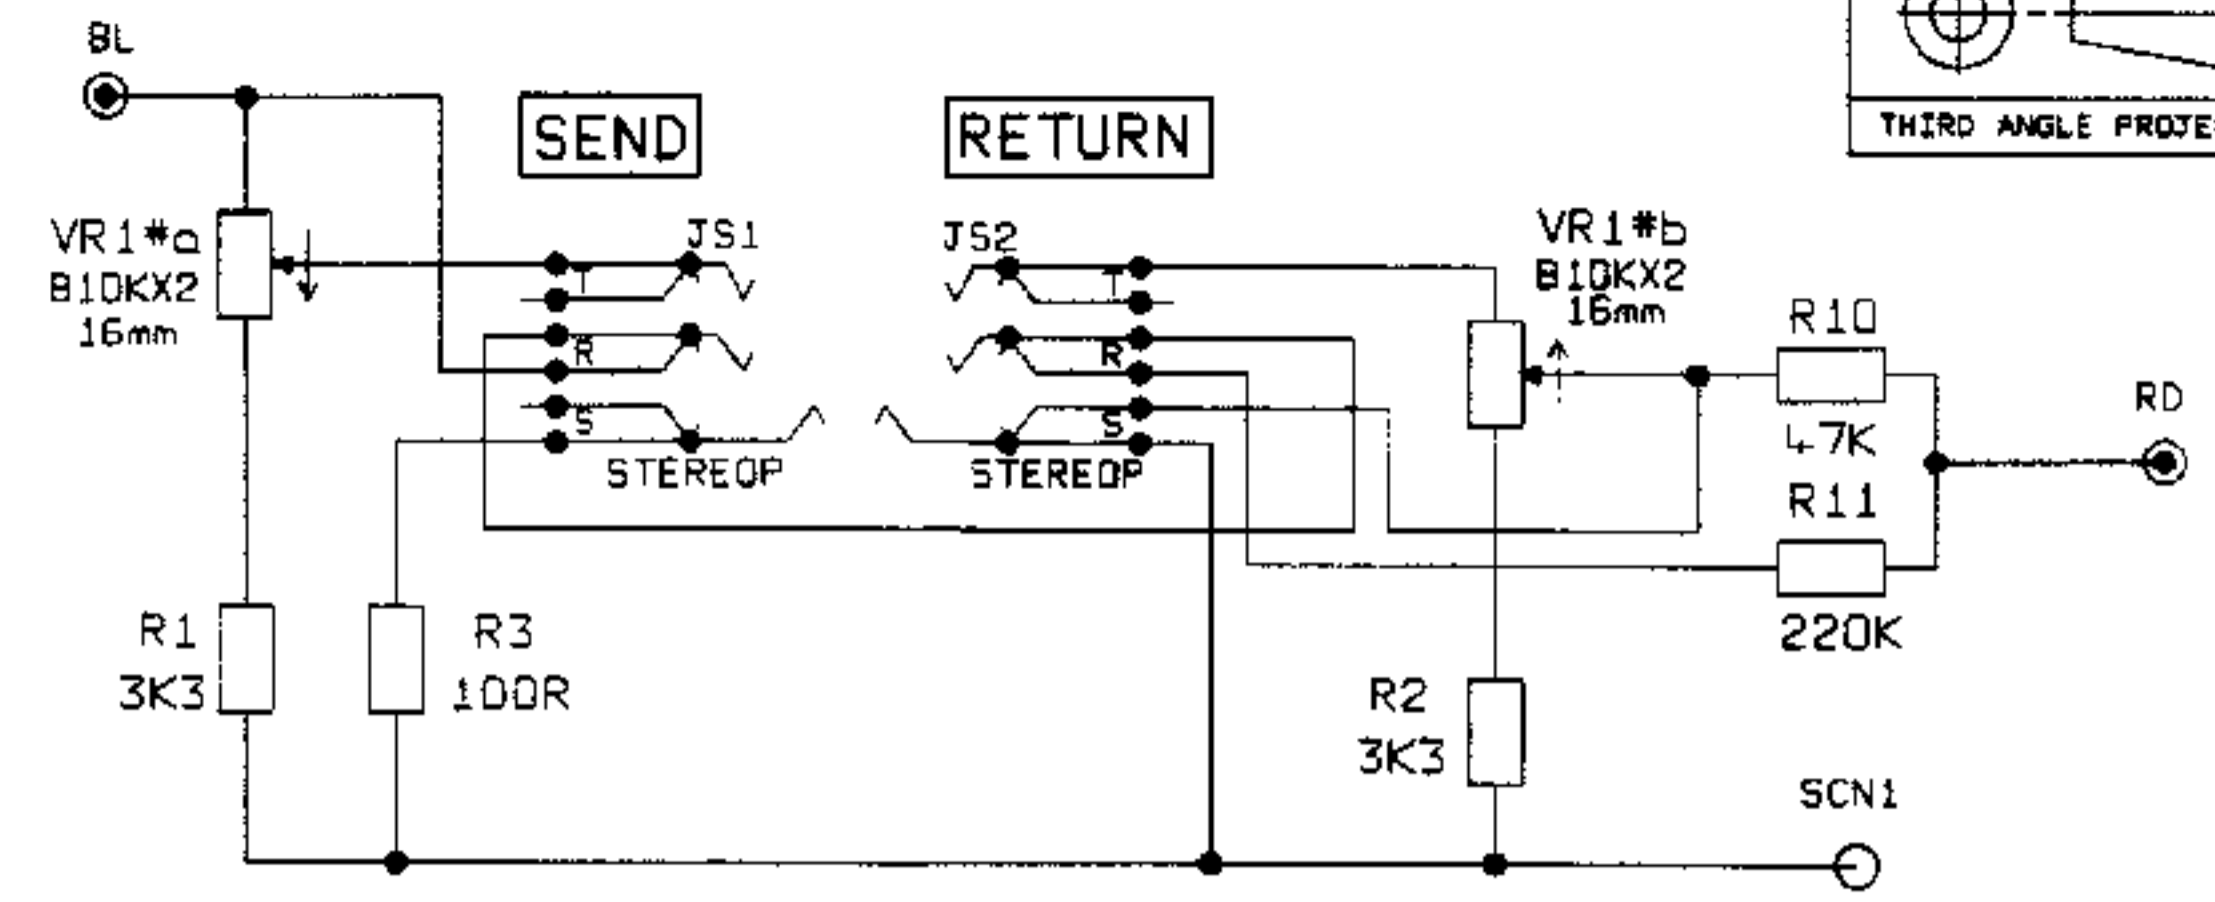 BL
SEND
RETURN
THIRD ANGLE PROJE
VR1#a
B10KX2
16mm
JS1
JS2
VR1#b
B10KX2
16mm
T
T
R
R
S
S
STEREOP
STEREOP
R10
47K
R11
220K
RD
R1
3K3
R3
100R
R2
3K3
SCN1